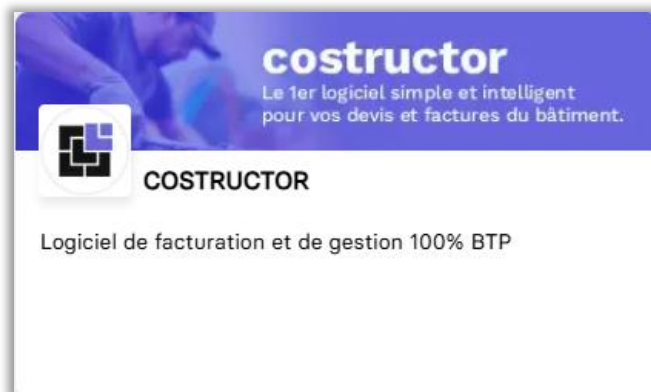 costructor
Le 1er logiciel simple et intelligent
pour vos devis et factures du bâtiment.
COSTRUCTOR
Logiciel de facturation et de gestion 100% BTP